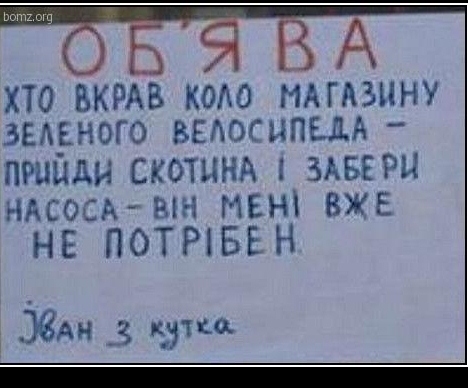 bomz.org
ОБ'ЯВА
ХТО ВКРАВ КОЛО МАГАЗИНУ
ЗЕЛЕНОГО ВЕЛОСИПЕДА –
ПРИЙДИ СКОТИНА І ЗАБЕРИ
НАСОСА – ВІН МЕНІ ВЖЕ
НЕ ПОТРІБЕН.
Іван з кутка